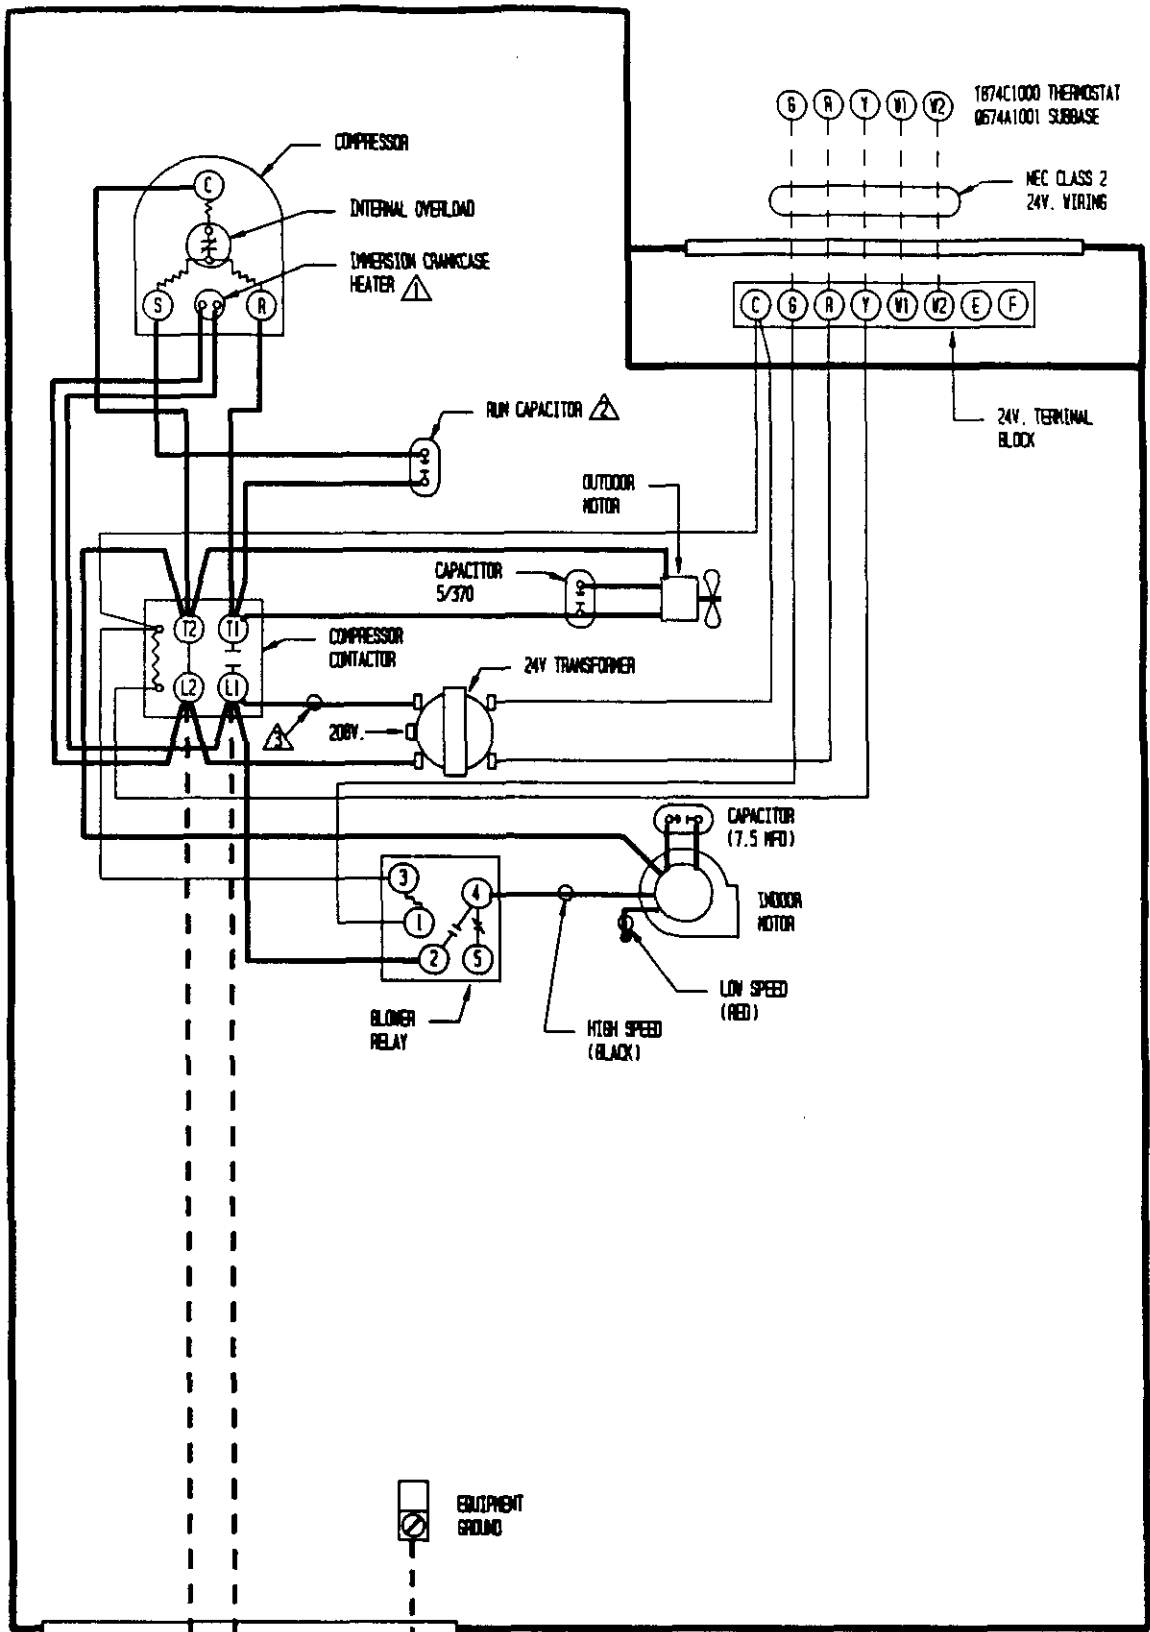 G R Y W1 W2
T874C1000 THERMOSTAT
Q674A1001 SUBBASE
COMPRESSOR
C
NEC CLASS 2
24V. WIRING
INTERNAL OVERLOAD
IMMERSION CRANKCASE
HEATER 1
S R
C G R Y W1 W2 E F
RUN CAPACITOR 2
24V. TERMINAL
BLOCK
OUTDOOR
MOTOR
CAPACITOR
5/370
T2 T1
COMPRESSOR
CONTACTOR
24V TRANSFORMER
L2 L1
3
208V.
CAPACITOR
(7.5 MFD)
3
4
1
2
5
INDOOR
MOTOR
LOW SPEED
(RED)
BLOWER
RELAY
HIGH SPEED
(BLACK)
EQUIPMENT
GROUND